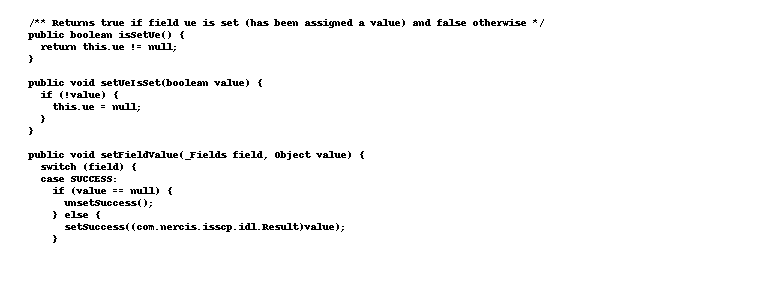 /** Returns true if field ue is set (has been assigned a value) and false otherwise */
public boolean isSetUe() {
  return this.ue != null;
}

public void setUeIsSet(boolean value) {
  if (!value) {
    this.ue = null;
  }
}

public void setFieldValue(_Fields field, Object value) {
  switch (field) {
  case SUCCESS:
    if (value == null) {
      unsetSuccess();
    } else {
      setSuccess((com.nercis.isscp.idl.Result)value);
    }